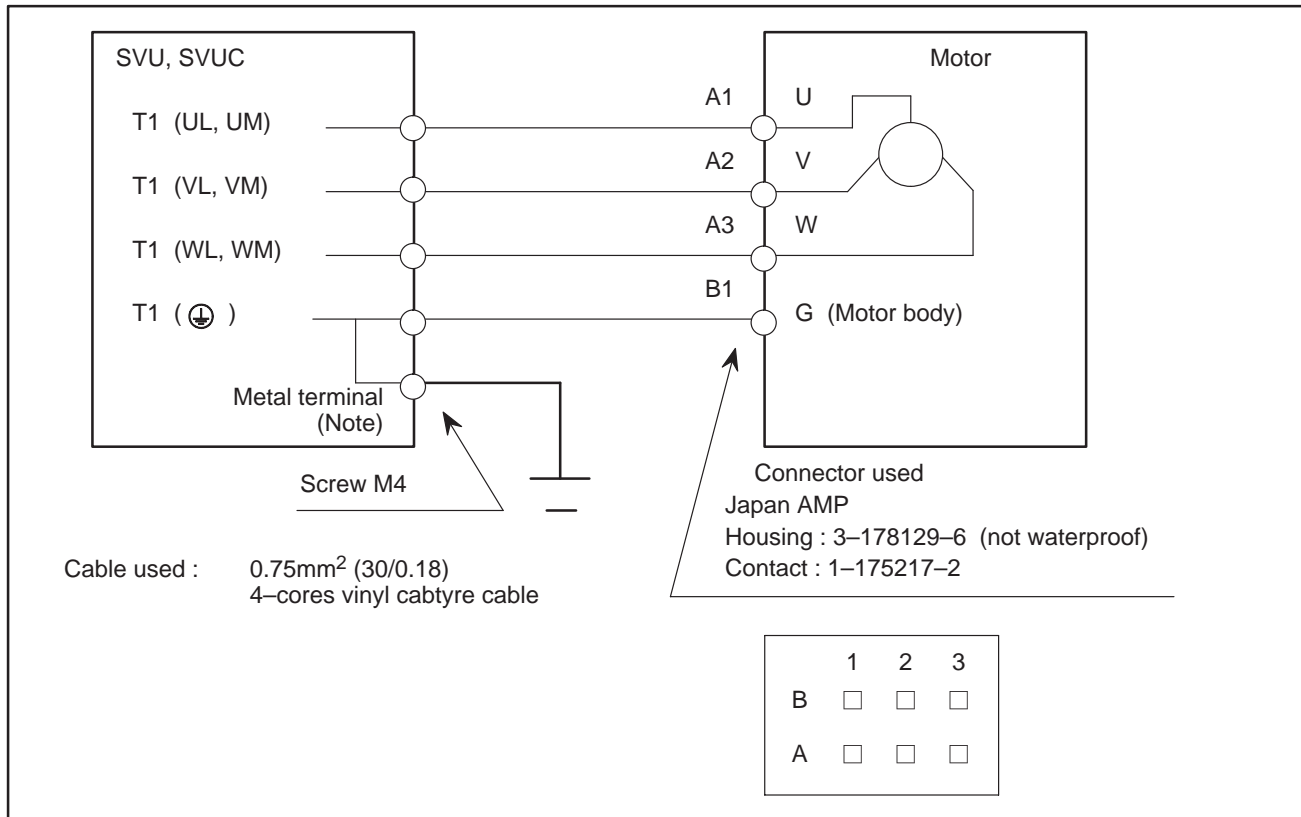 SVU, SVUC
Motor
T1 (UL, UM)
A1
U
T1 (VL, VM)
A2
V
T1 (WL, WM)
A3
W
T1 ( ⏚ )
B1
G (Motor body)
Metal terminal
(Note)
Screw M4
Connector used
Japan AMP
Housing : 3–178129–6 (not waterproof)
Contact : 1–175217–2
Cable used : 0.75mm² (30/0.18)
4–cores vinyl cabtyre cable
1 2 3
B
A